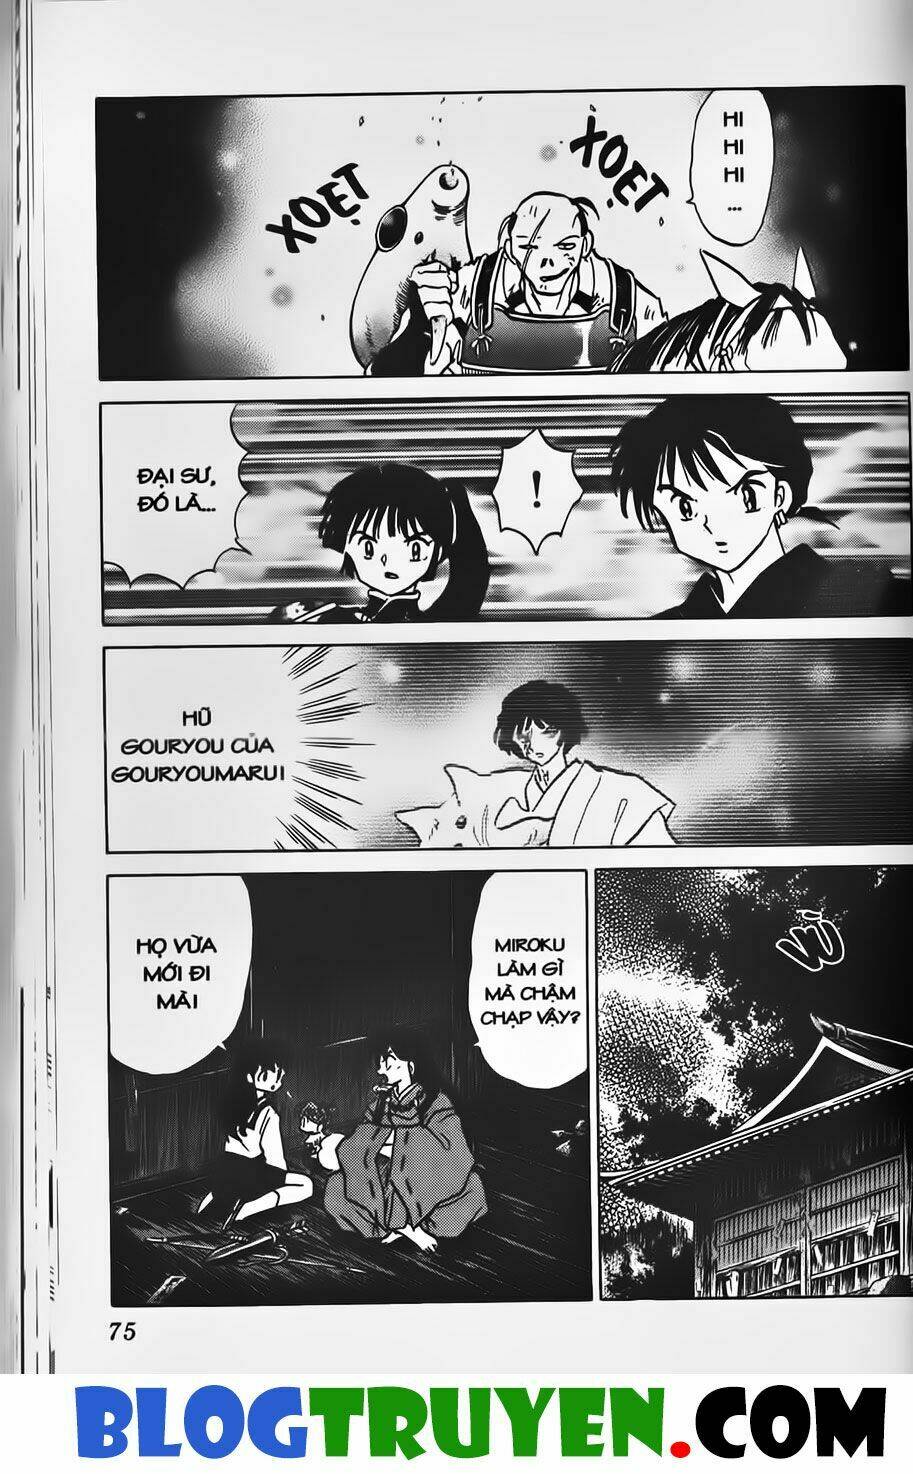 HI
HI
HI
...
XOẸT
XOẸT
!
ĐẠI SƯ,
ĐÓ LÀ...
HŨ
GOURYOU CỦA
GOURYOUMARU!
VÙ
MIROKU
LÀM GÌ
MÀ CHẬM
CHẠP VẬY?
HỌ VỪA
MỚI ĐI
MÀ!
75
BLOGTRUYEN.COM